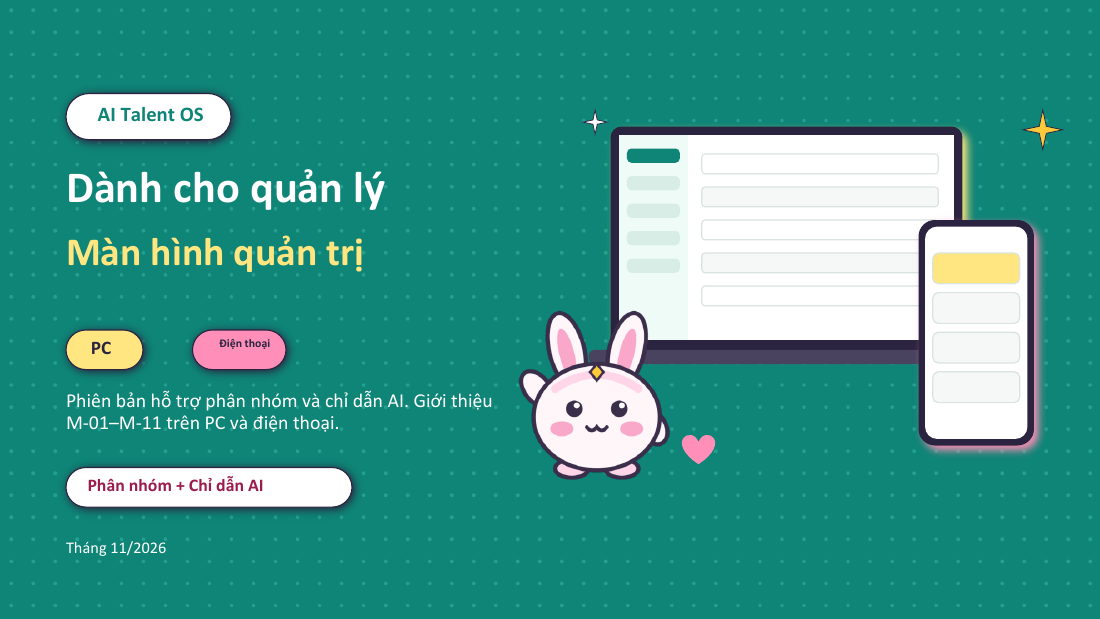 AI Talent OS
Dành cho quản lý
Màn hình quản trị
PC
Điện thoại
Phiên bản hỗ trợ phân nhóm và chỉ dẫn AI. Giới thiệu
M-01–M-11 trên PC và điện thoại.
Phân nhóm + Chỉ dẫn AI
Tháng 11/2026